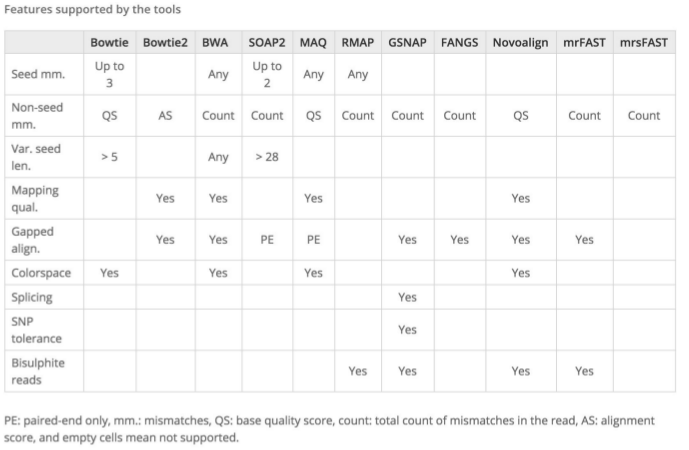 Features supported by the tools
Bowtie Bowtie2 BWA SOAP2 MAQ RMAP GSNAP FANGS Novoalign mrFAST mrsFAST
Seed mm. Up to 3 Any Up to 2 Any Any
Non-seed mm. QS AS Count Count QS Count Count Count QS Count Count
Var. seed len. > 5 Any > 28
Mapping qual. Yes Yes Yes Yes
Gapped align. Yes Yes PE PE Yes Yes Yes Yes
Colorspace Yes Yes Yes Yes
Splicing Yes
SNP tolerance Yes
Bisulphite reads Yes Yes Yes Yes
PE: paired-end only, mm.: mismatches, QS: base quality score, count: total count of mismatches in the read, AS: alignment
score, and empty cells mean not supported.